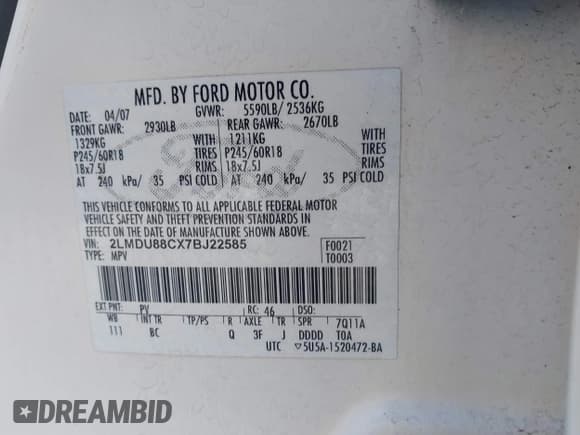 MFD. BY FORD MOTOR CO.
DATE: 04/07 GVWR: 5590LB/ 2536KG
FRONT GAWR: 2930LB REAR GAWR: 2670LB
1329KG WITH 1211KG WITH
P245/60R18 TIRES P245/60R18 TIRES
18x7.5J RIMS 18x7.5J RIMS
AT 240 kPa/ 35 PSI COLD AT 240 kPa/ 35 PSI COLD
THIS VEHICLE CONFORMS TO ALL APPLICABLE FEDERAL MOTOR
VEHICLE SAFETY AND THEFT PREVENTION STANDARDS IN
EFFECT ON THE DATE OF MANUFACTURE SHOWN ABOVE.
VIN: 2LMDU88CX7BJ22585 F0021
TYPE: MPV T0003
EXT PNT: PV RC: 46 DSO:
WB INT TR TP/PS R AXLE TR SPR 7Q11A
111 BC Q 3F J DDDD T0A
UTC ▽5U5A-1520472-BA
DREAMBID